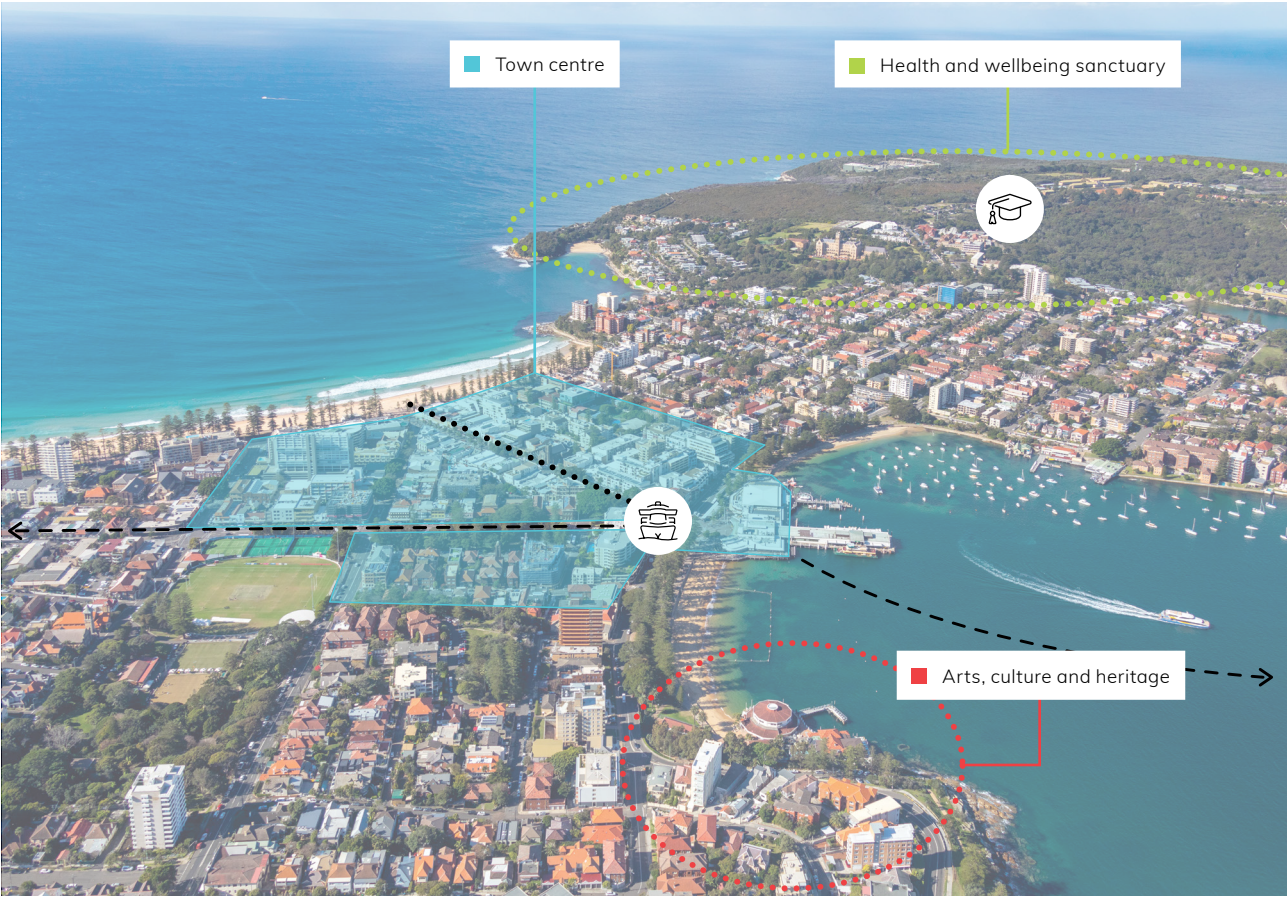 Town centre
Health and wellbeing sanctuary
Arts, culture and heritage